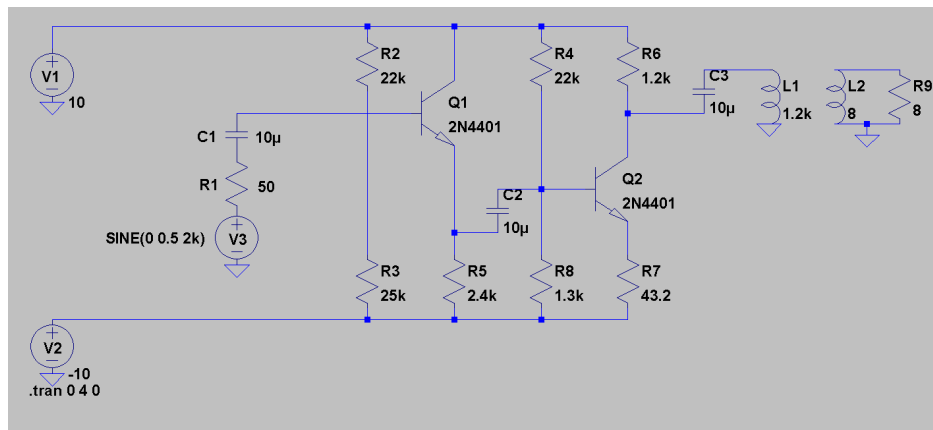 V1
10
R2
22k
R4
22k
R6
1.2k
C3
10µ
L1
1.2k
L2
8
R9
8
Q1
2N4401
C1
10µ
R1
50
SINE(0 0.5 2k)
V3
C2
10µ
Q2
2N4401
R3
25k
R5
2.4k
R8
1.3k
R7
43.2
V2
-10
.tran 0 4 0